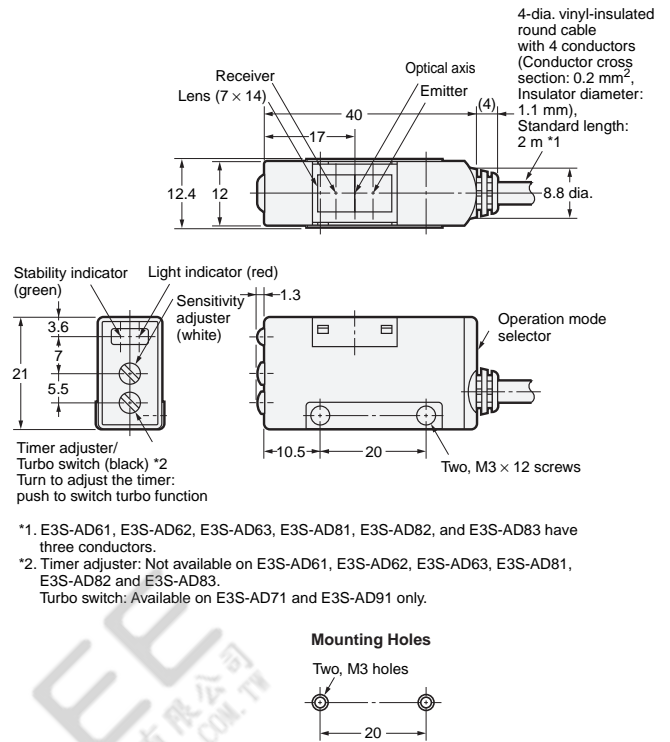 4-dia. vinyl-insulated
round cable
with 4 conductors
(Conductor cross
section: 0.2 mm²,
Insulator diameter:
1.1 mm),
Standard length:
2 m *1
Receiver
Lens (7 × 14)
Optical axis
Emitter
40
(4)
17
12.4
12
8.8 dia.
Stability indicator
(green)
Light indicator (red)
Sensitivity
adjuster
(white)
1.3
Operation mode
selector
3.6
7
21
5.5
10.5
20
Two, M3 × 12 screws
Timer adjuster/
Turbo switch (black) *2
Turn to adjust the timer:
push to switch turbo function
*1. E3S-AD61, E3S-AD62, E3S-AD63, E3S-AD81, E3S-AD82, and E3S-AD83 have
three conductors.
*2. Timer adjuster: Not available on E3S-AD61, E3S-AD62, E3S-AD63, E3S-AD81,
E3S-AD82 and E3S-AD83.
Turbo switch: Available on E3S-AD71 and E3S-AD91 only.
Mounting Holes
Two, M3 holes
20
有限公司
COM.TW